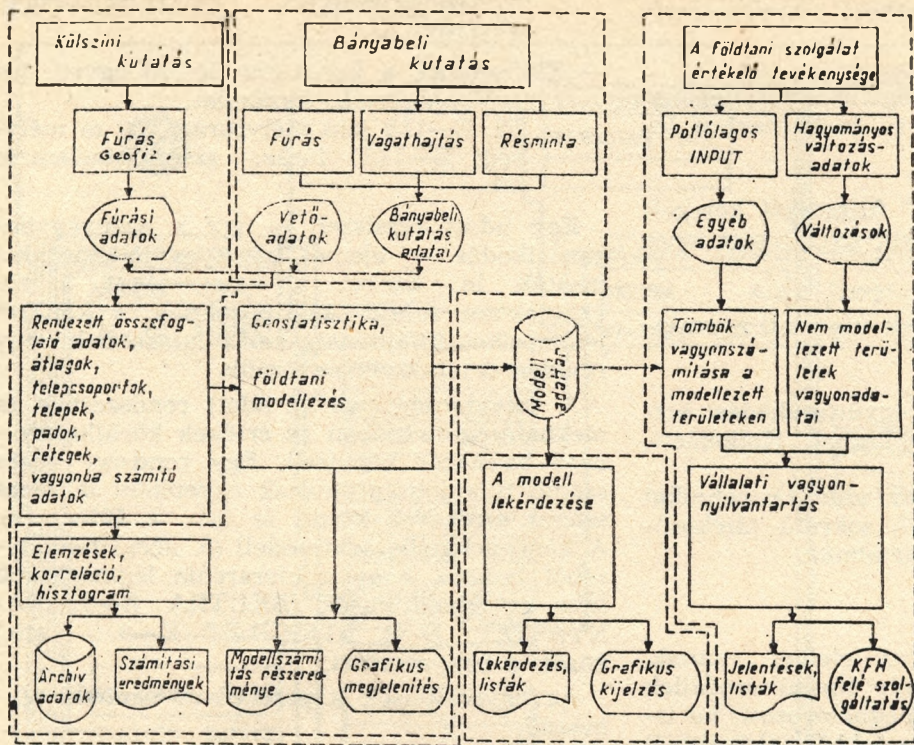 Külszíni
kutatás
Bányabeli
kutatás
A földtani szolgálat
értékelő tevékenysége
Fúrás
Geofiz.
Fúrás
Vágathajtás
Résminta
Pótlólagos
INPUT
Hagyományos
változás-
adatok
Fúrási
adatok
Vető-
adatok
Bányabeli
kutatás
adatai
Egyéb
adatok
Változások
Rendezett összefog-
laló adatok,
átlagok,
telepcsoportok,
telepek,
padok,
rétegek,
vagyonba számító
adatok
Geostatisztika,
Földtani
modellezés
Modell
adattár
Tömbök
vagyonszá-
mítása a
modellezett
területeken
Nem model-
lezett terü-
letek
vagyonada-
tai
A modell
lekérdezése
Vállalati vagyon-
nyilvántartás
Elemzések,
korreláció,
hisztogram
Archiv
adatok
Számítási
eredmények
Modellszámí-
tás részered-
ménye
Grafikus
megjelenítés
Lekérdezés,
listák
Grafikus
kijelzés
Jelentések,
listák
KFH
felé szol-
gáltatás